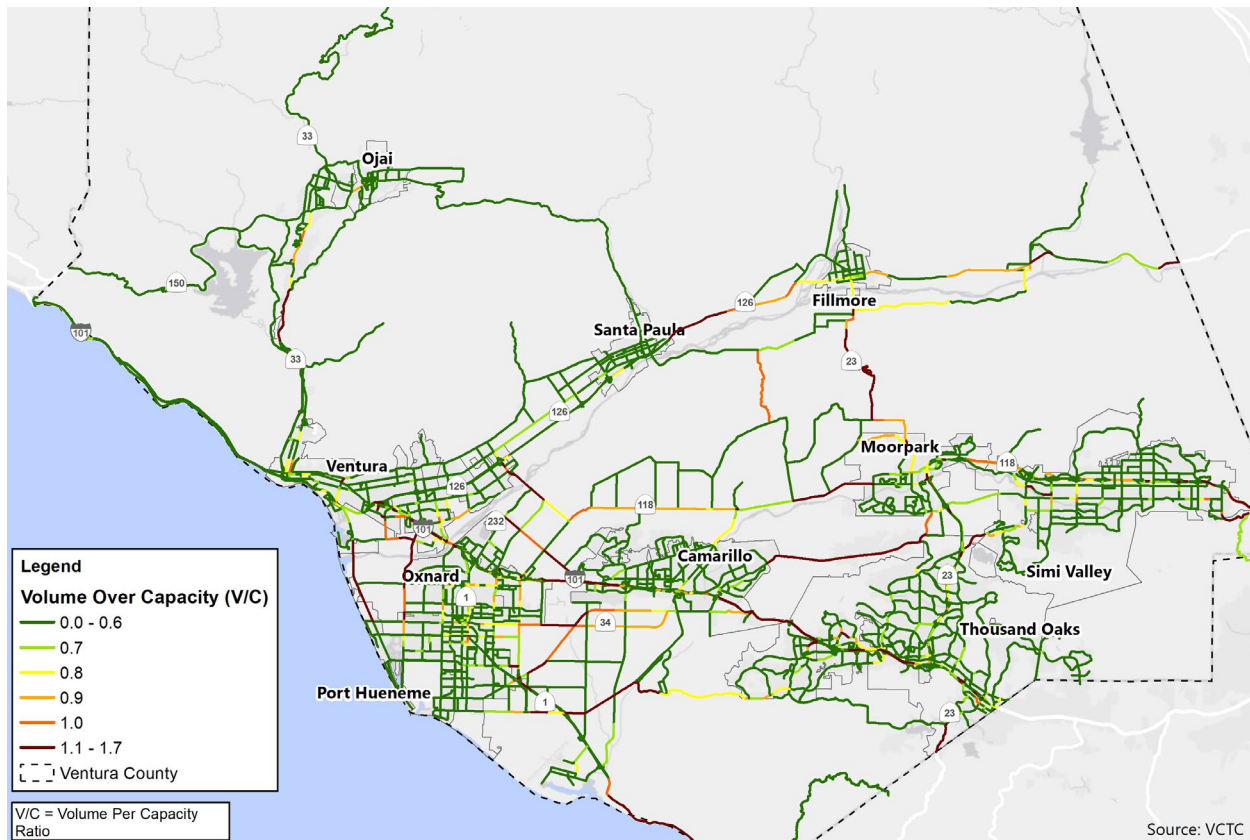 33
Ojai
150
101
33
Fillmore
126
Santa Paula
23
126
Moorpark
118
Ventura
126
118
101
232
Camarillo
101
Oxnard
Simi Valley
23
1
34
Thousand Oaks
Port Hueneme
1
23
Legend
Volume Over Capacity (V/C)
0.0 - 0.6
0.7
0.8
0.9
1.0
1.1 - 1.7
Ventura County
V/C = Volume Per Capacity
Ratio
Source: VCTC